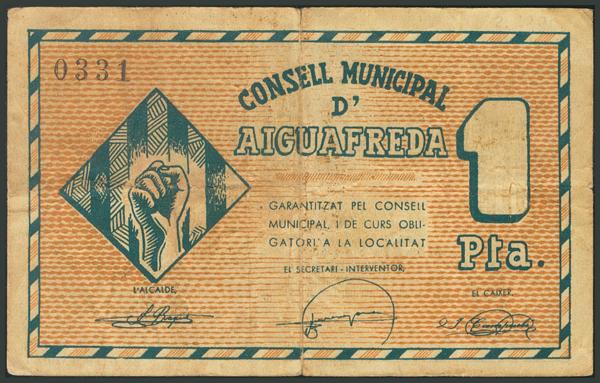 0331
CONSELL MUNICIPAL
D'
AIGUAFREDA
1
Pta.
GARANTITZAT PEL CONSELL
MUNICIPAL, I DE CURS OBLI-
GATORI A LA LOCALITAT
EL SECRETARI - INTERVENTOR,
L'ALCALDE,
EL CAIXER,